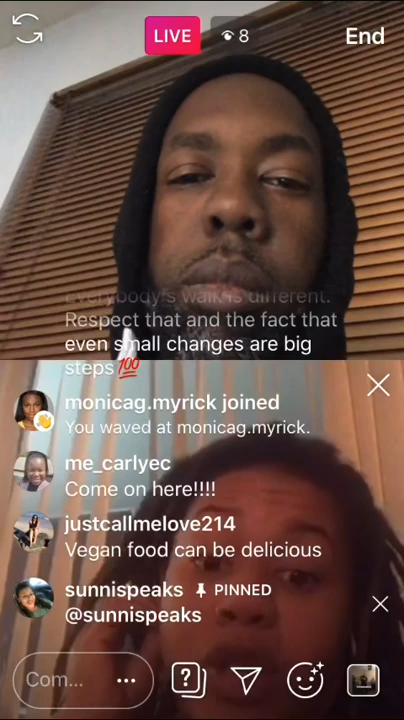 LIVE
8
End
everybody's walk is different.
Respect that and the fact that
even small changes are big
steps💯
monicag.myrick joined
You waved at monicag.myrick.
me_carlyec
Come on here!!!!
justcallmelove214
Vegan food can be delicious
sunnispeaks PINNED
@sunnispeaks
Com...